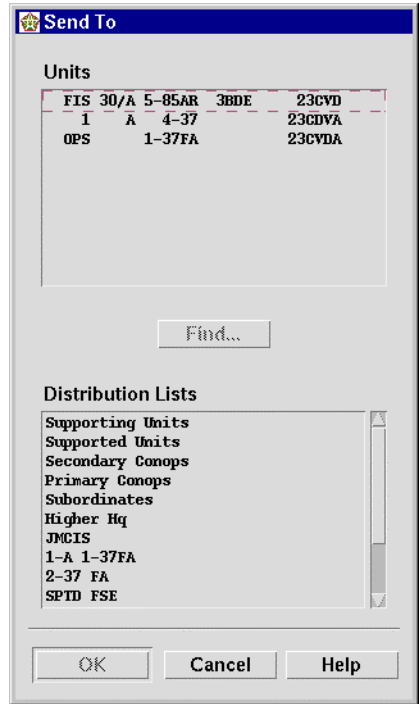 Send To
Units
FIS 30/A 5-85AR 3BDE 23CVD
1 A 4-37 23CDVA
OPS 1-37FA 23CVDA
Find...
Distribution Lists
Supporting Units
Supported Units
Secondary Conops
Primary Conops
Subordinates
Higher Hq
JMCIS
1-A 1-37FA
2-37 FA
SPTD FSE
OK Cancel Help